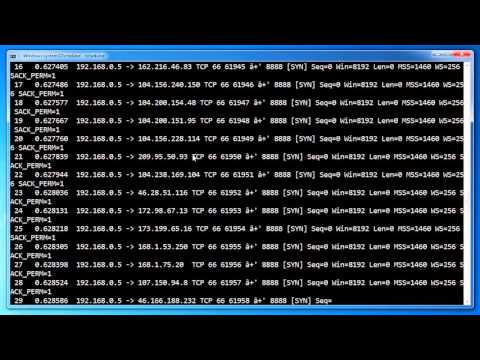 16 0.627405 192.168.0.5 -> 162.216.46.83 TCP 66 61945 â+' 8888 [SYN] Seq=0 Win=8192 Len=0 MSS=1460 WS=256
SACK_PERM=1
17 0.627486 192.168.0.5 -> 104.156.240.150 TCP 66 61946 â+' 8888 [SYN] Seq=0 Win=8192 Len=0 MSS=1460 WS=25
6 SACK_PERM=1
18 0.627577 192.168.0.5 -> 104.200.154.48 TCP 66 61947 â+' 8888 [SYN] Seq=0 Win=8192 Len=0 MSS=1460 WS=256
SACK_PERM=1
19 0.627667 192.168.0.5 -> 104.200.151.95 TCP 66 61948 â+' 8888 [SYN] Seq=0 Win=8192 Len=0 MSS=1460 WS=256
SACK_PERM=1
20 0.627760 192.168.0.5 -> 104.156.228.114 TCP 66 61949 â+' 8888 [SYN] Seq=0 Win=8192 Len=0 MSS=1460 WS=25
6 SACK_PERM=1
21 0.627839 192.168.0.5 -> 209.95.50.93 TCP 66 61950 â+' 8888 [SYN] Seq=0 Win=8192 Len=0 MSS=1460 WS=256 S
ACK_PERM=1
22 0.627944 192.168.0.5 -> 104.238.169.104 TCP 66 61951 â+' 8888 [SYN] Seq=0 Win=8192 Len=0 MSS=1460 WS=25
6 SACK_PERM=1
23 0.628036 192.168.0.5 -> 46.28.51.116 TCP 66 61952 â+' 8888 [SYN] Seq=0 Win=8192 Len=0 MSS=1460 WS=256 S
ACK_PERM=1
24 0.628131 192.168.0.5 -> 172.98.67.13 TCP 66 61953 â+' 8888 [SYN] Seq=0 Win=8192 Len=0 MSS=1460 WS=256 S
ACK_PERM=1
25 0.628218 192.168.0.5 -> 173.199.65.16 TCP 66 61954 â+' 8888 [SYN] Seq=0 Win=8192 Len=0 MSS=1460 WS=256
SACK_PERM=1
26 0.628305 192.168.0.5 -> 168.1.53.250 TCP 66 61955 â+' 8888 [SYN] Seq=0 Win=8192 Len=0 MSS=1460 WS=256 S
ACK_PERM=1
27 0.628398 192.168.0.5 -> 168.1.75.20 TCP 66 61956 â+' 8888 [SYN] Seq=0 Win=8192 Len=0 MSS=1460 WS=256 S
ACK_PERM=1
28 0.628524 192.168.0.5 -> 107.150.94.8 TCP 66 61957 â+' 8888 [SYN] Seq=0 Win=8192 Len=0 MSS=1460 WS=256 S
ACK_PERM=1
29 0.628586 192.168.0.5 -> 46.166.188.232 TCP 66 61958 â+' 8888 [SYN] Seq=